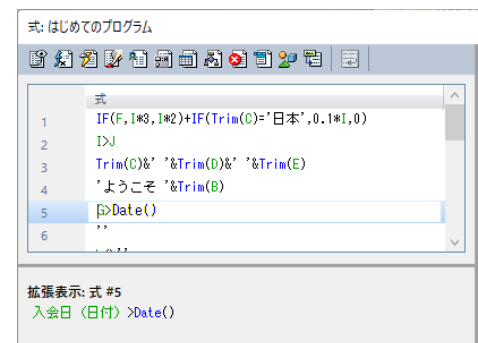 式: はじめてのプログラム
式
1 IF(F,I*3,I*2)+IF(Trim(C)='日本',0.1*I,0)
2 I>J
3 Trim(C)&' '&Trim(D)&' '&Trim(E)
4 'ようこそ '&Trim(B)
5 G>Date()
6 ''
拡張表示: 式 #5
入会日（日付）>Date()